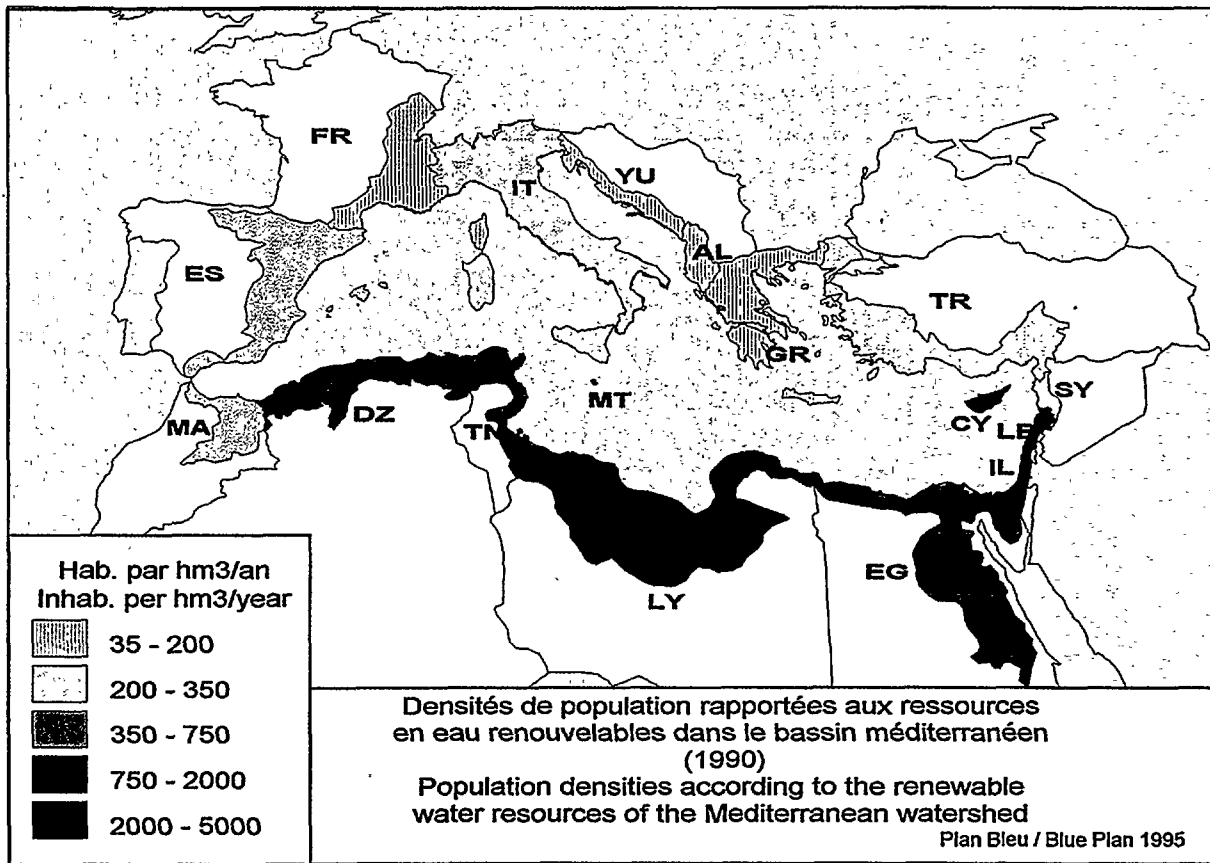 FR
IT
YU
AL
ES
TR
GR
MT
SY
CY
LE
IL
MA
DZ
TN
LY
EG
Hab. par hm3/an
Inhab. per hm3/year
35 - 200
200 - 350
350 - 750
750 - 2000
2000 - 5000
Densités de population rapportées aux ressources
en eau renouvelables dans le bassin méditerranéen
(1990)
Population densities according to the renewable
water resources of the Mediterranean watershed
Plan Bleu / Blue Plan 1995